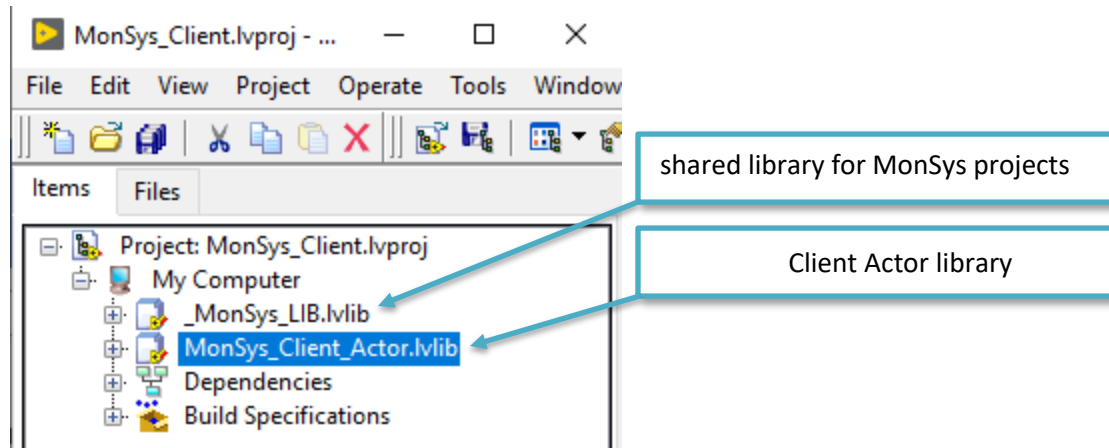 MonSys_Client.lvproj - ...
File Edit View Project Operate Tools Window
shared library for MonSys projects
Items Files
Client Actor library
Project: MonSys_Client.lvproj
My Computer
_MonSys_LIB.lvlib
MonSys_Client_Actor.lvlib
Dependencies
Build Specifications